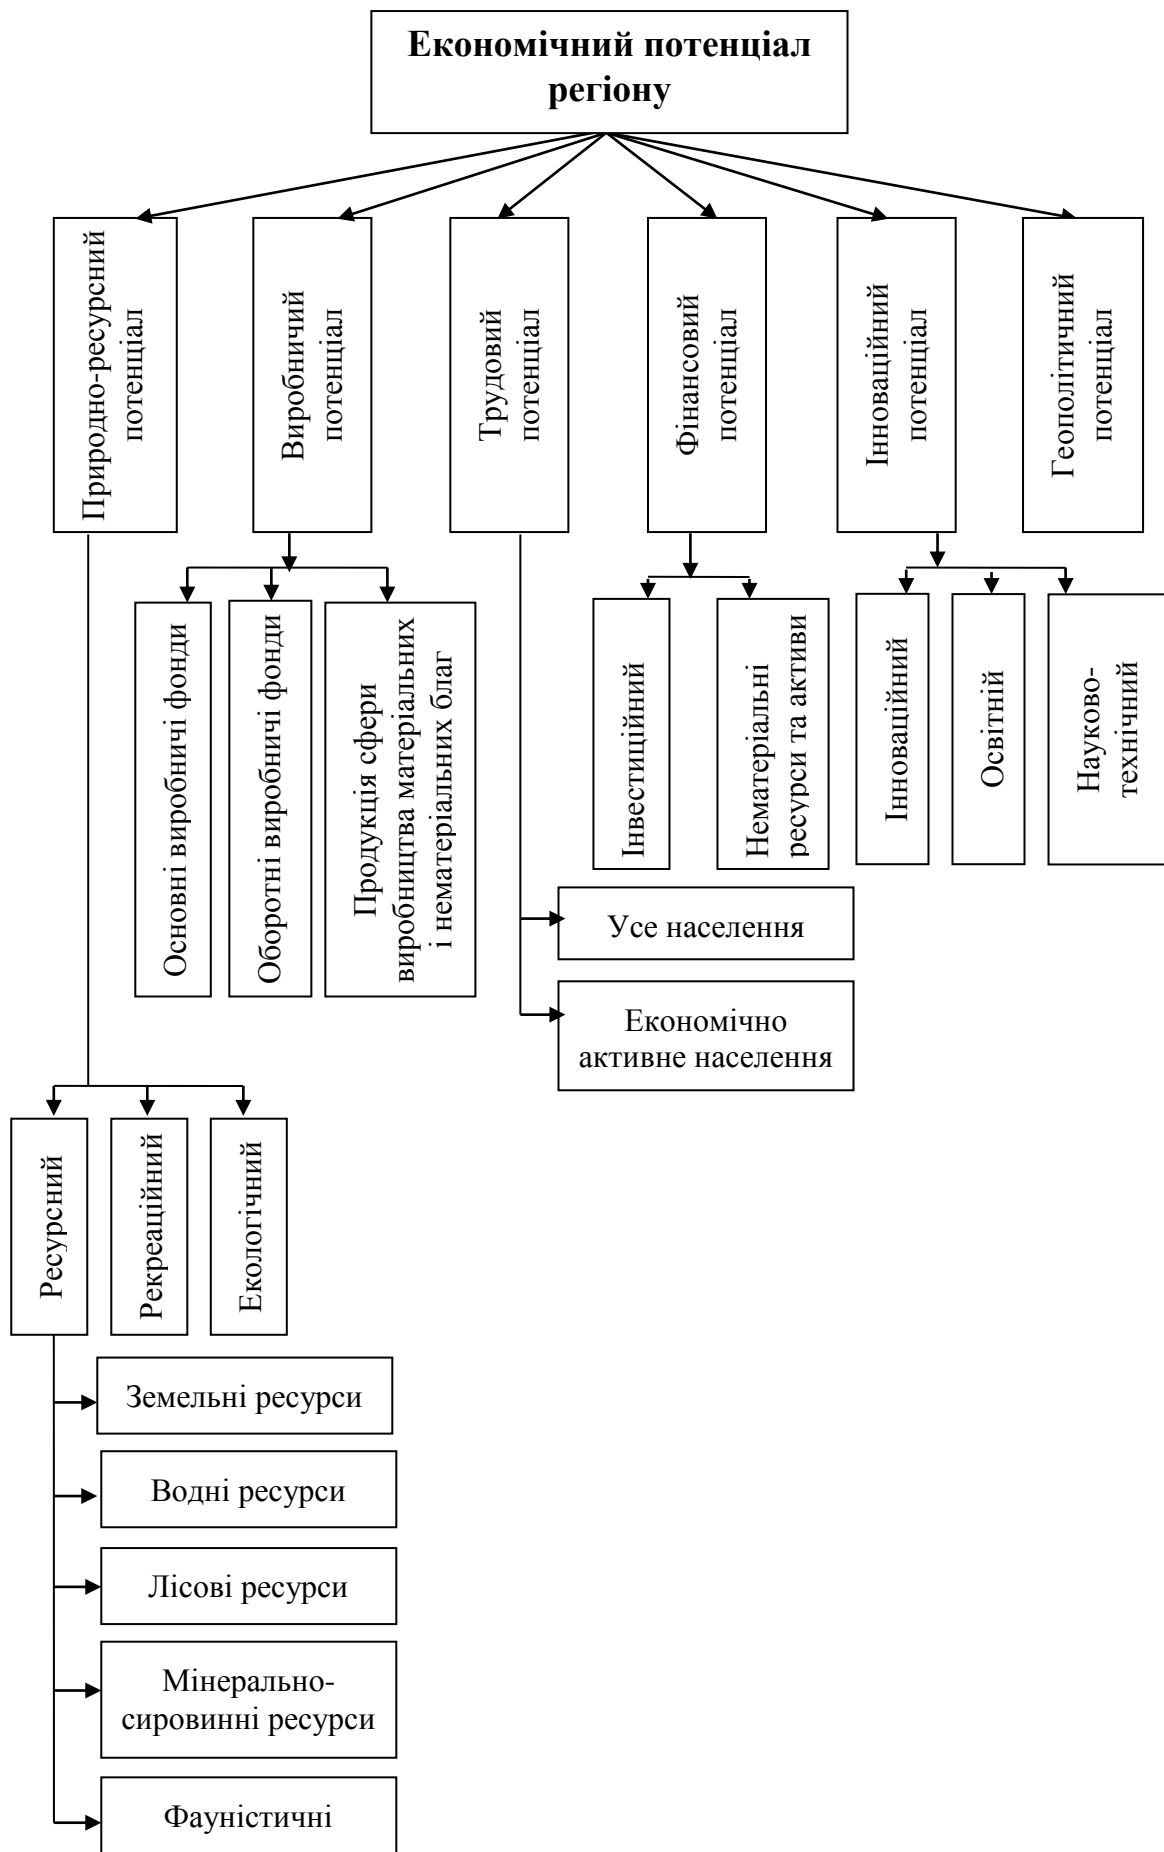 Економічний потенціал
регіону
Природно-ресурсний
потенціал
Виробничий
потенціал
Трудовий
потенціал
Фінансовий
потенціал
Інноваційний
потенціал
Геополітичний
потенціал
Основні виробничі фонди
Оборотні виробничі фонди
Продукція сфери
виробництва матеріальних
і нематеріальних благ
Інвестиційний
Нематеріальні
ресурси та активи
Інноваційний
Освітній
Науково-
технічний
Усе населення
Економічно
активне населення
Ресурсний
Рекреаційний
Екологічний
Земельні ресурси
Водні ресурси
Лісові ресурси
Мінерально-
сировинні ресурси
Фауністичні